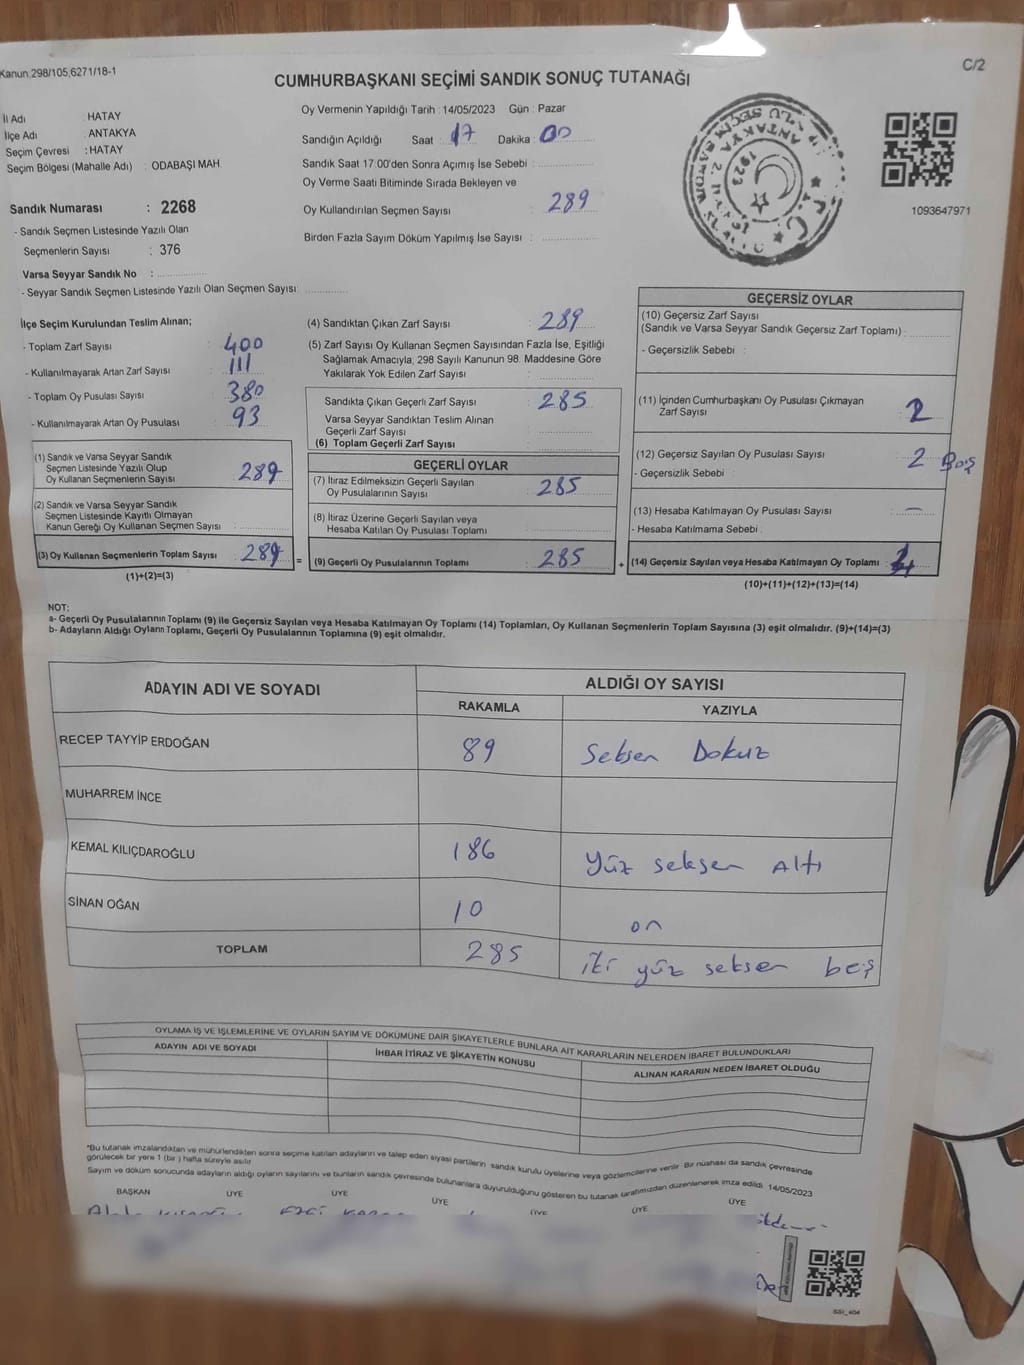 Kanun:298/105,6271/18-1
C/2
CUMHURBAŞKANI SEÇİMİ SANDIK SONUÇ TUTANAĞI
İl Adı : HATAY
İlçe Adı : ANTAKYA
Seçim Çevresi : HATAY
Seçim Bölgesi (Mahalle Adı) : ODABAŞI MAH.
Sandık Numarası : 2268
- Sandık Seçmen Listesinde Yazılı Olan
Seçmenlerin Sayısı : 376
Varsa Seyyar Sandık No :
- Seyyar Sandık Seçmen Listesinde Yazılı Olan Seçmen Sayısı:
Oy Vermenin Yapıldığı Tarih : 14/05/2023 Gün : Pazar
Sandığın Açıldığı Saat : 17 Dakika : 00
Sandık Saat 17:00'den Sonra Açımış İse Sebebi :
Oy Verme Saati Bitiminde Sırada Bekleyen ve
Oy Kullandırılan Seçmen Sayısı : 289
Birden Fazla Sayım Döküm Yapılmış İse Sayısı :
1093647971
İlçe Seçim Kurulundan Teslim Alınan;
- Toplam Zarf Sayısı : 400
- Kullanılmayarak Artan Zarf Sayısı : 111
- Toplam Oy Pusulası Sayısı : 380
- Kullanılmayarak Artan Oy Pusulası : 93
(1) Sandık ve Varsa Seyyar Sandık
Seçmen Listesinde Yazılı Olup
Oy Kullanan Seçmenlerin Sayısı : 289
(2) Sandık ve Varsa Seyyar Sandık
Seçmen Listesinde Kayıtlı Olmayan
Kanun Gereği Oy Kullanan Seçmen Sayısı :
(3) Oy Kullanan Seçmenlerin Toplam Sayısı : 289 =
(1)+(2)=(3)
(4) Sandıktan Çıkan Zarf Sayısı : 289
(5) Zarf Sayısı Oy Kullanan Seçmen Sayısından Fazla İse, Eşitliği
Sağlamak Amacıyla, 298 Sayılı Kanunun 98. Maddesine Göre
Yakılarak Yok Edilen Zarf Sayısı :
Sandıkta Çıkan Geçerli Zarf Sayısı : 285
Varsa Seyyar Sandıktan Teslim Alınan
Geçerli Zarf Sayısı :
(6) Toplam Geçerli Zarf Sayısı :
GEÇERLİ OYLAR
(7) İtiraz Edilmeksizin Geçerli Sayılan
Oy Pusulalarının Sayısı : 285
(8) İtiraz Üzerine Geçerli Sayılan veya
Hesaba Katılan Oy Pusulası Toplamı :
(9) Geçerli Oy Pusulalarının Toplamı : 285 +
GEÇERSİZ OYLAR
(10) Geçersiz Zarf Sayısı
(Sandık ve Varsa Seyyar Sandık Geçersiz Zarf Toplamı) :
- Geçersizlik Sebebi :
(11) İçinden Cumhurbaşkanı Oy Pusulası Çıkmayan
Zarf Sayısı : 2
(12) Geçersiz Sayılan Oy Pusulası Sayısı : 2 Boş
- Geçersizlik Sebebi :
(13) Hesaba Katılmayan Oy Pusulası Sayısı : —
- Hesaba Katılmama Sebebi :
(14) Geçersiz Sayılan veya Hesaba Katılmayan Oy Toplamı :
(10)+(11)+(12)+(13)=(14)
NOT:
a- Geçerli Oy Pusulalarının Toplamı (9) ile Geçersiz Sayılan veya Hesaba Katılmayan Oy Toplamı (14) Toplamları, Oy Kullanan Seçmenlerin Toplam Sayısına (3) eşit olmalıdır. (9)+(14)=(3)
b- Adayların Aldığı Oyların Toplamı, Geçerli Oy Pusulalarının Toplamına (9) eşit olmalıdır.
ADAYIN ADI VE SOYADI ALDIĞI OY SAYISI
RAKAMLA YAZIYLA
RECEP TAYYİP ERDOĞAN 89 Seksen Dokuz
MUHARREM İNCE
KEMAL KILIÇDAROĞLU 186 Yüz seksen Altı
SİNAN OĞAN 10 on
TOPLAM 285 iki yüz seksen beş
OYLAMA İŞ VE İŞLEMLERİNE VE OYLARIN SAYIM VE DÖKÜMÜNE DAİR ŞİKAYETLERLE BUNLARA AİT KARARLARIN NELERDEN İBARET BULUNDUKLARI
ADAYIN ADI VE SOYADI İHBAR İTİRAZ VE ŞİKAYETİN KONUSU ALINAN KARARIN NEDEN İBARET OLDUĞU
*Bu tutanak imzalandıktan ve mühürlendikten sonra seçime katılan adayların ve talep eden siyasi partilerin sandık kurulu üyelerine veya gözlemcilerine verilir. Bir nüshası da sandık çevresinde
görülecek bir yere 1 (bir ) hafta süreyle asılır.
Sayım ve döküm sonucunda adayların aldığı oyların sayılarını ve bunların sandık çevresinde bulunanlara duyurulduğunu gösteren bu tutanak tarafımızdan düzenlenerek imza edildi. 14/05/2023
BAŞKAN ÜYE ÜYE ÜYE ÜYE ÜYE ÜYE